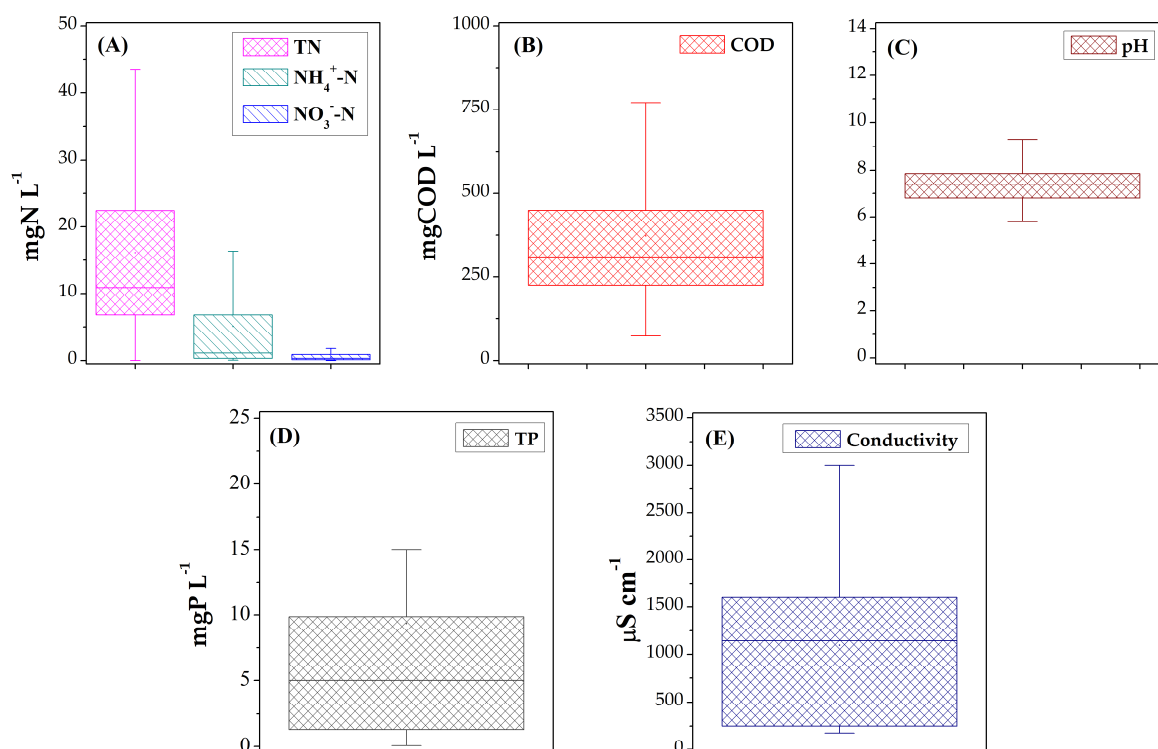 (A)
TN
NH₄⁺-N
NO₃⁻-N
50
40
30
20
10
0
mgN L⁻¹
(B)
COD
1000
750
500
250
0
mgCOD L⁻¹
(C)
pH
14
12
10
8
6
4
2
0
(D)
TP
25
20
15
10
5
0
mgP L⁻¹
(E)
Conductivity
3500
3000
2500
2000
1500
1000
500
0
µS cm⁻¹